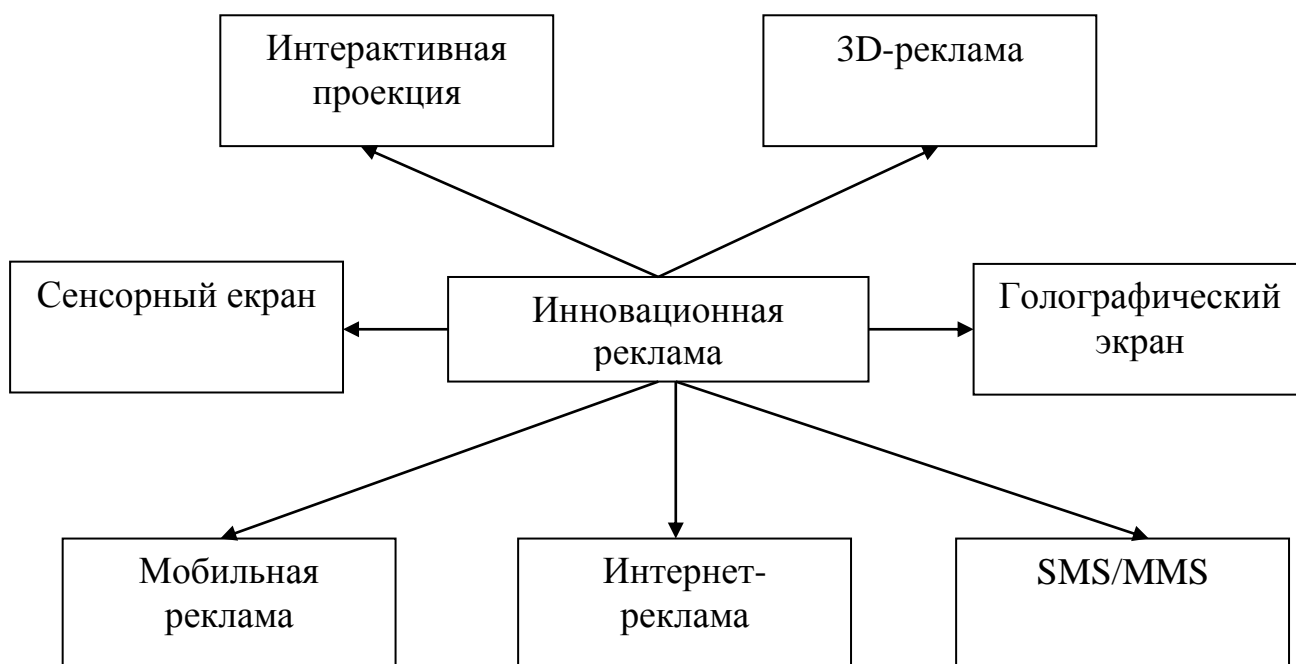 Интерактивная
проекция
3D-реклама
Сенсорный екран
Инновационная
реклама
Голографический
экран
Мобильная
реклама
Интернет-
реклама
SMS/MMS